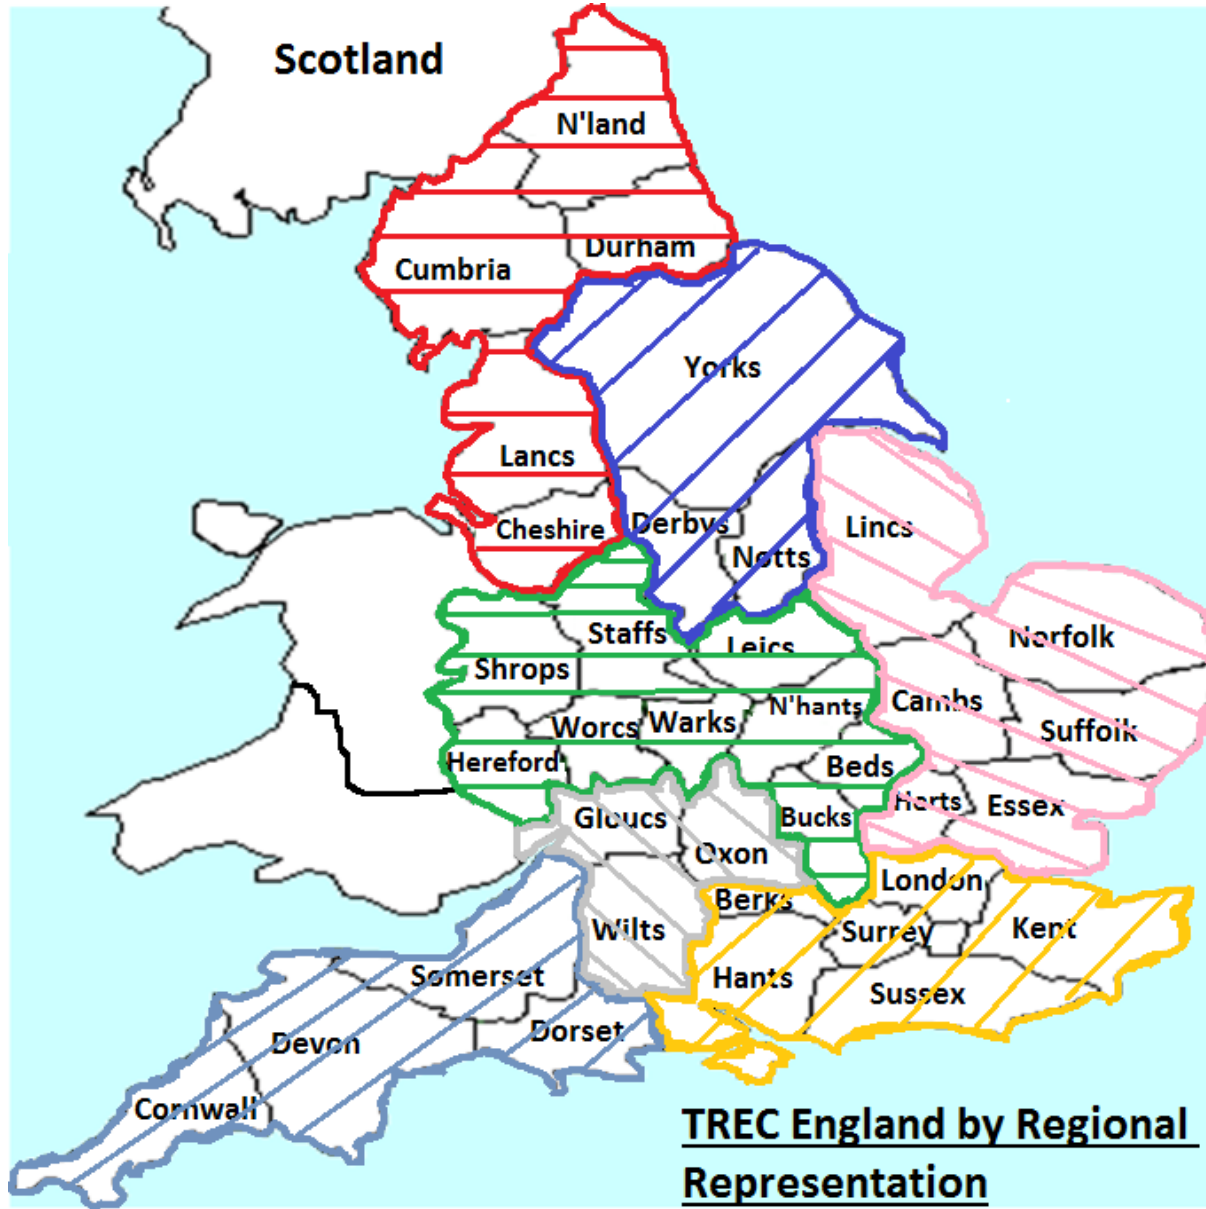 Scotland
N'land
Durham
Cumbria
Yorks
Lancs
Cheshire
Derbys
Notts
Lincs
Staffs
Leics
Norfolk
Shrops
Cambs
N'hants
Worcs
Warks
Suffolk
Hereford
Beds
Herts
Essex
Gloucs
Bucks
Oxon
London
Berks
Wilts
Surrey
Kent
Somerset
Hants
Sussex
Dorset
Devon
Cornwall
TREC England by Regional
Representation